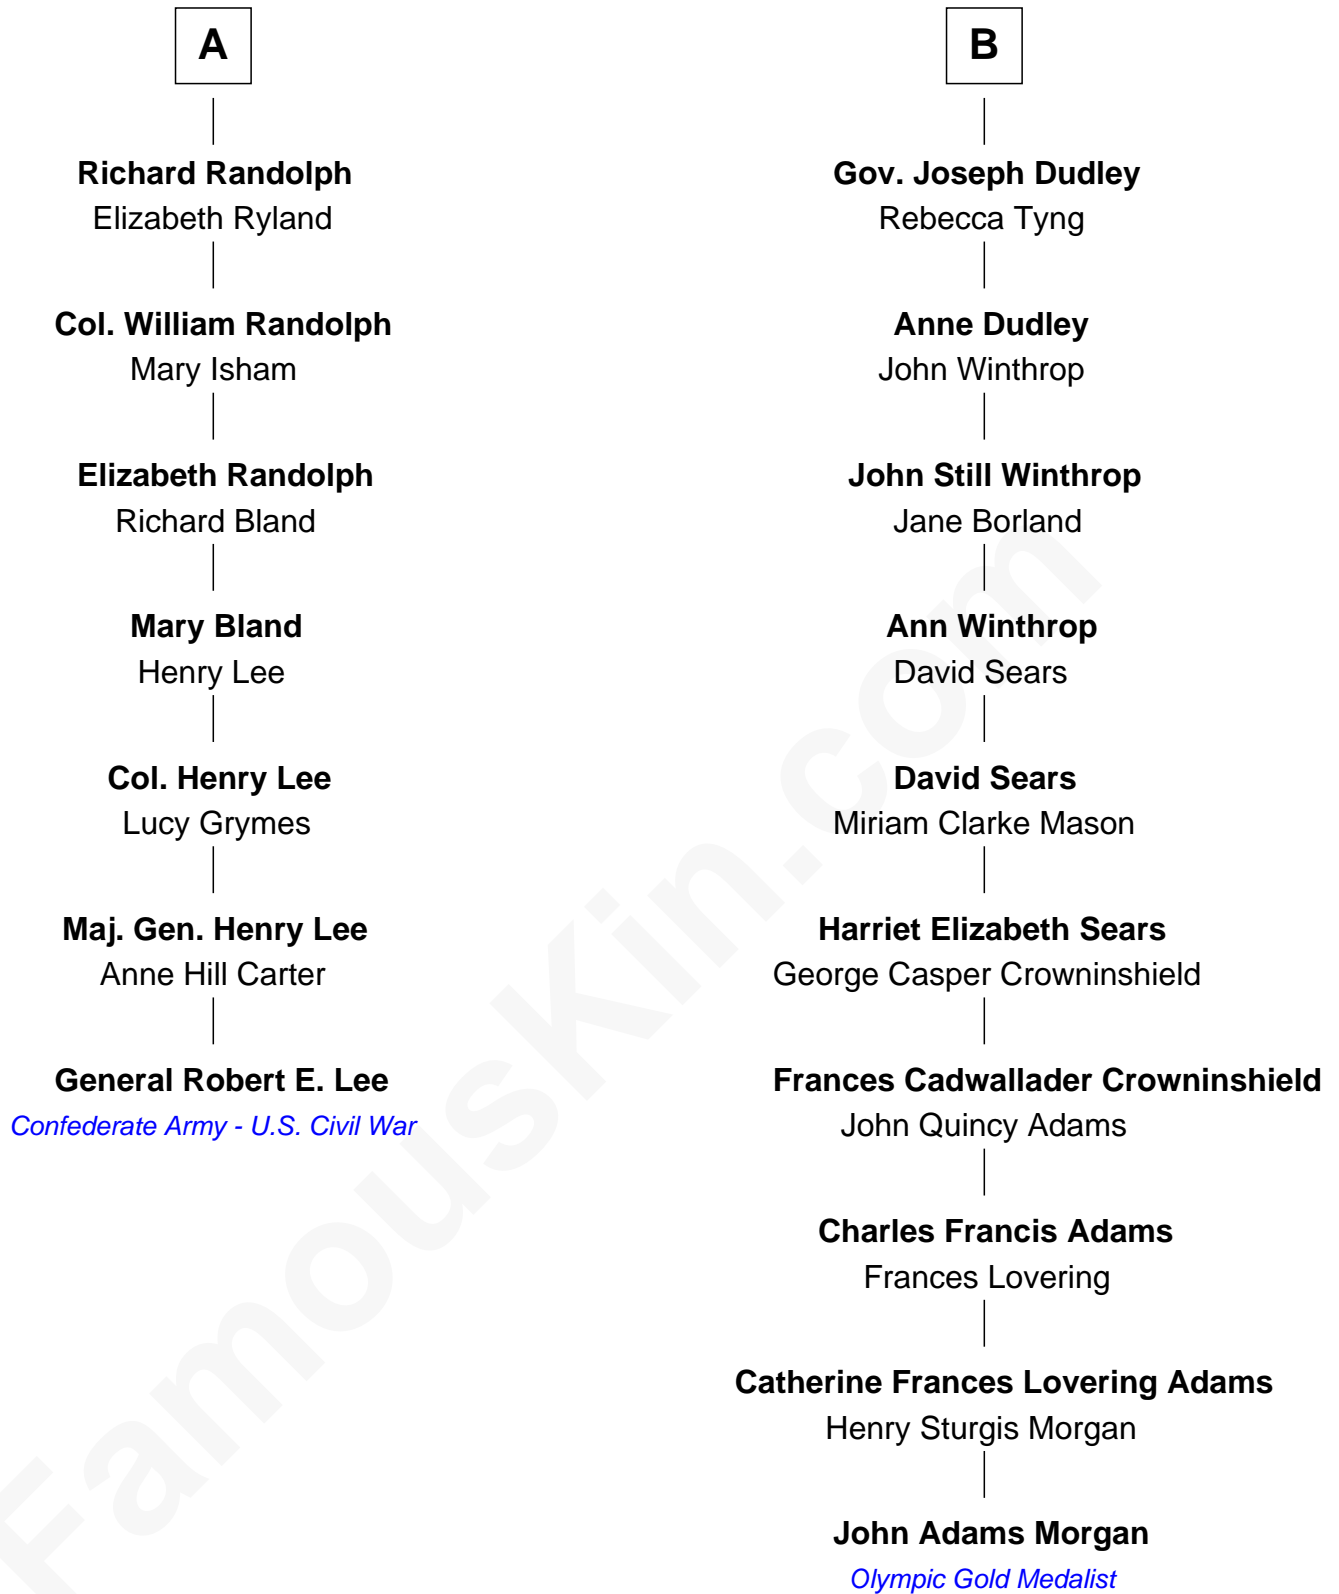 A
Richard Randolph
Elizabeth Ryland
Col. William Randolph
Mary Isham
Elizabeth Randolph
Richard Bland
Mary Bland
Henry Lee
Col. Henry Lee
Lucy Grymes
Maj. Gen. Henry Lee
Anne Hill Carter
General Robert E. Lee
Confederate Army - U.S. Civil War
B
Gov. Joseph Dudley
Rebecca Tyng
Anne Dudley
John Winthrop
John Still Winthrop
Jane Borland
Ann Winthrop
David Sears
David Sears
Miriam Clarke Mason
Harriet Elizabeth Sears
George Casper Crowninshield
Frances Cadwallader Crowninshield
John Quincy Adams
Charles Francis Adams
Frances Lovering
Catherine Frances Lovering Adams
Henry Sturgis Morgan
John Adams Morgan
Olympic Gold Medalist
FamousKin.com